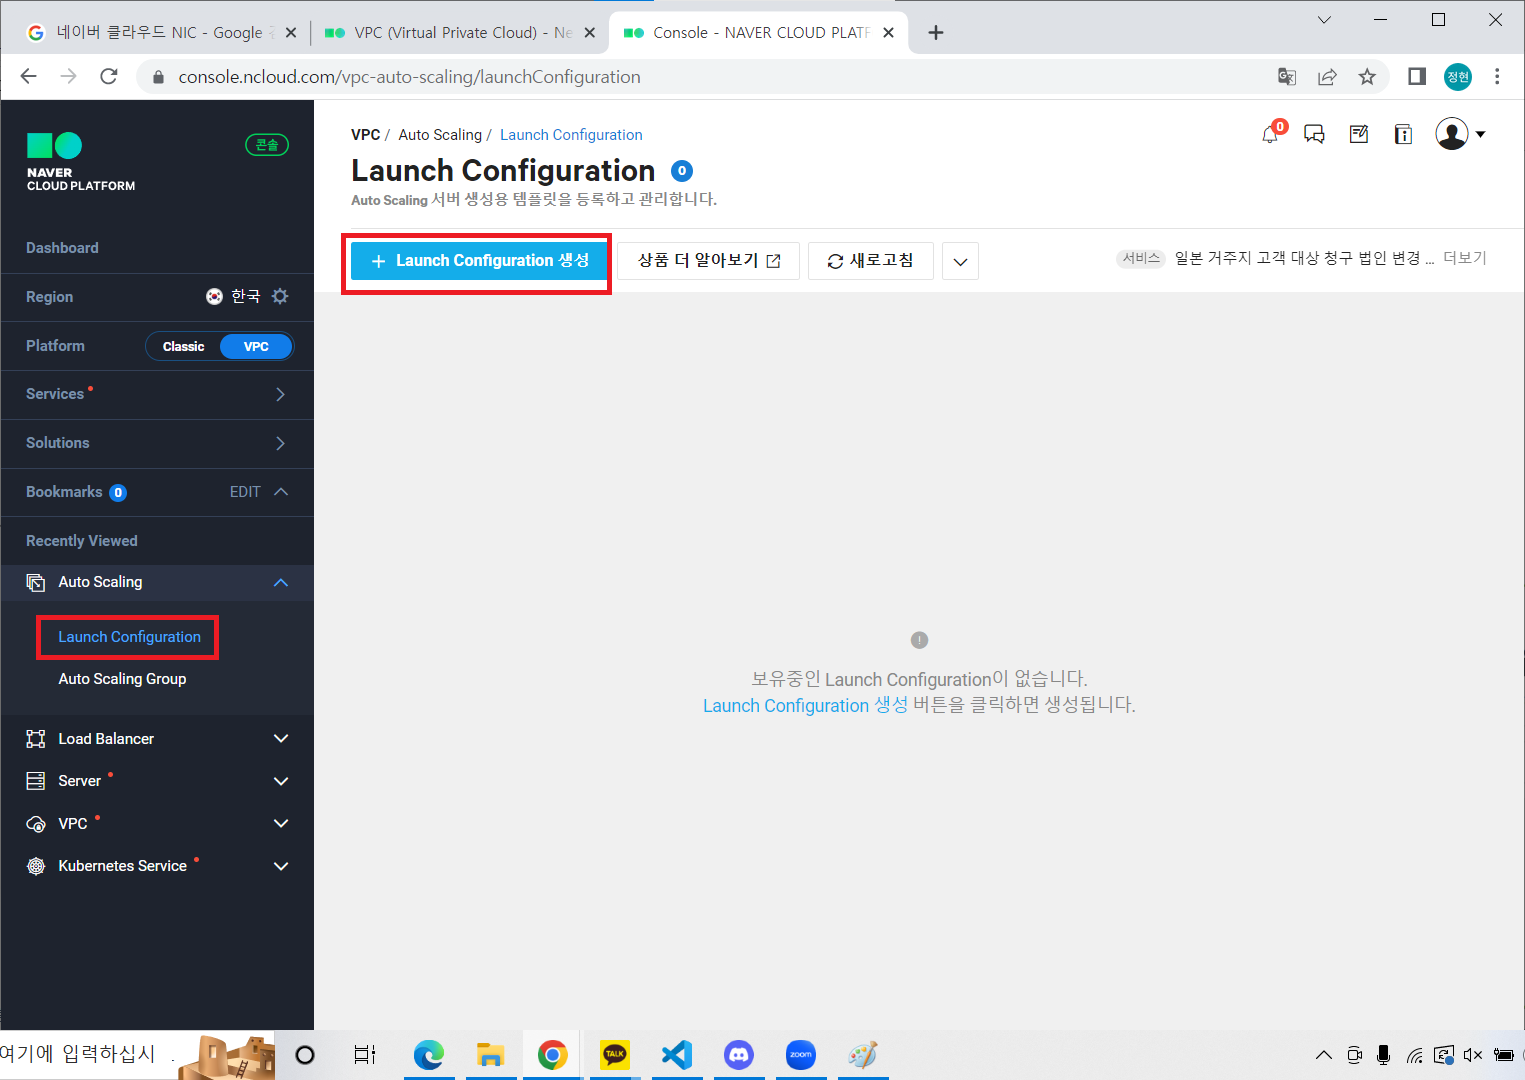 네이버 클라우드 NIC - Google
VPC (Virtual Private Cloud) - Ne
Console - NAVER CLOUD PLATF
console.ncloud.com/vpc-auto-scaling/launchConfiguration
정현
NAVER
CLOUD PLATFORM
콘솔
Dashboard
Region
한국
Platform
Classic
VPC
Services
Solutions
Bookmarks 0
EDIT
Recently Viewed
Auto Scaling
Launch Configuration
Auto Scaling Group
Load Balancer
Server
VPC
Kubernetes Service
VPC / Auto Scaling / Launch Configuration
0
Launch Configuration 0
Auto Scaling 서버 생성용 템플릿을 등록하고 관리합니다.
+ Launch Configuration 생성
상품 더 알아보기
새로고침
서비스 일본 거주지 고객 대상 청구 법인 변경 ... 더보기
보유중인 Launch Configuration이 없습니다.
Launch Configuration 생성 버튼을 클릭하면 생성됩니다.
여기에 입력하십시
TALK
zoom